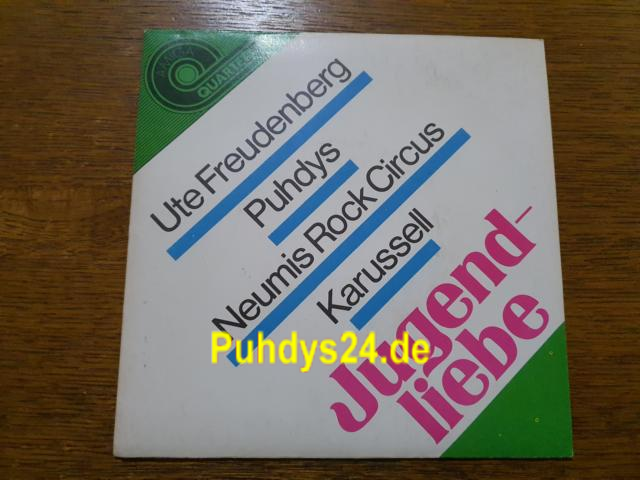 AMIGA
QUARTETT
Ute Freudenberg
Puhdys
Neumis Rock Circus
Karussell
Jugend-
liebe
Puhdys24.de